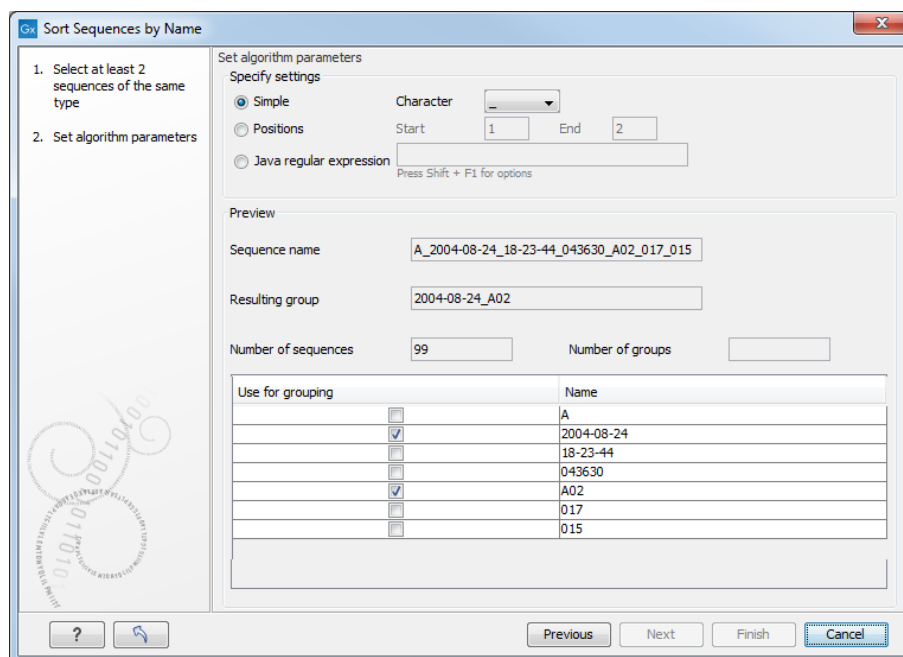 Gx Sort Sequences by Name
X
1. Select at least 2
sequences of the same
type
2. Set algorithm parameters
Set algorithm parameters
Specify settings
Simple Character _
Positions Start 1 End 2
Java regular expression
Press Shift + F1 for options
Preview
Sequence name A_2004-08-24_18-23-44_043630_A02_017_015
Resulting group 2004-08-24_A02
Number of sequences 99 Number of groups
Use for grouping Name
A
2004-08-24
18-23-44
043630
A02
017
015
? Previous Next Finish Cancel